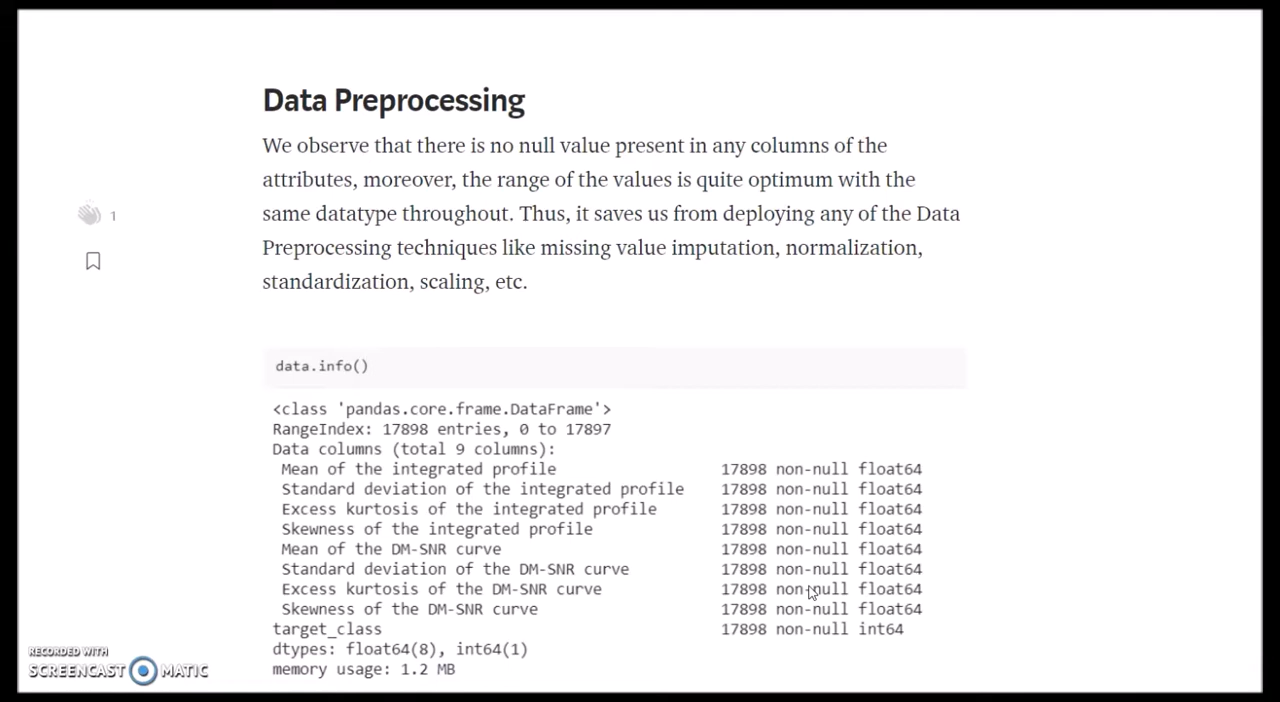 Data Preprocessing
We observe that there is no null value present in any columns of the
attributes, moreover, the range of the values is quite optimum with the
same datatype throughout. Thus, it saves us from deploying any of the Data
Preprocessing techniques like missing value imputation, normalization,
standardization, scaling, etc.
1
data.info()
<class 'pandas.core.frame.DataFrame'>
RangeIndex: 17898 entries, 0 to 17897
Data columns (total 9 columns):
Mean of the integrated profile 17898 non-null float64
Standard deviation of the integrated profile 17898 non-null float64
Excess kurtosis of the integrated profile 17898 non-null float64
Skewness of the integrated profile 17898 non-null float64
Mean of the DM-SNR curve 17898 non-null float64
Standard deviation of the DM-SNR curve 17898 non-null float64
Excess kurtosis of the DM-SNR curve 17898 non-null float64
Skewness of the DM-SNR curve 17898 non-null float64
target_class 17898 non-null int64
dtypes: float64(8), int64(1)
memory usage: 1.2 MB
RECORDED WITH
SCREENCAST MATIC